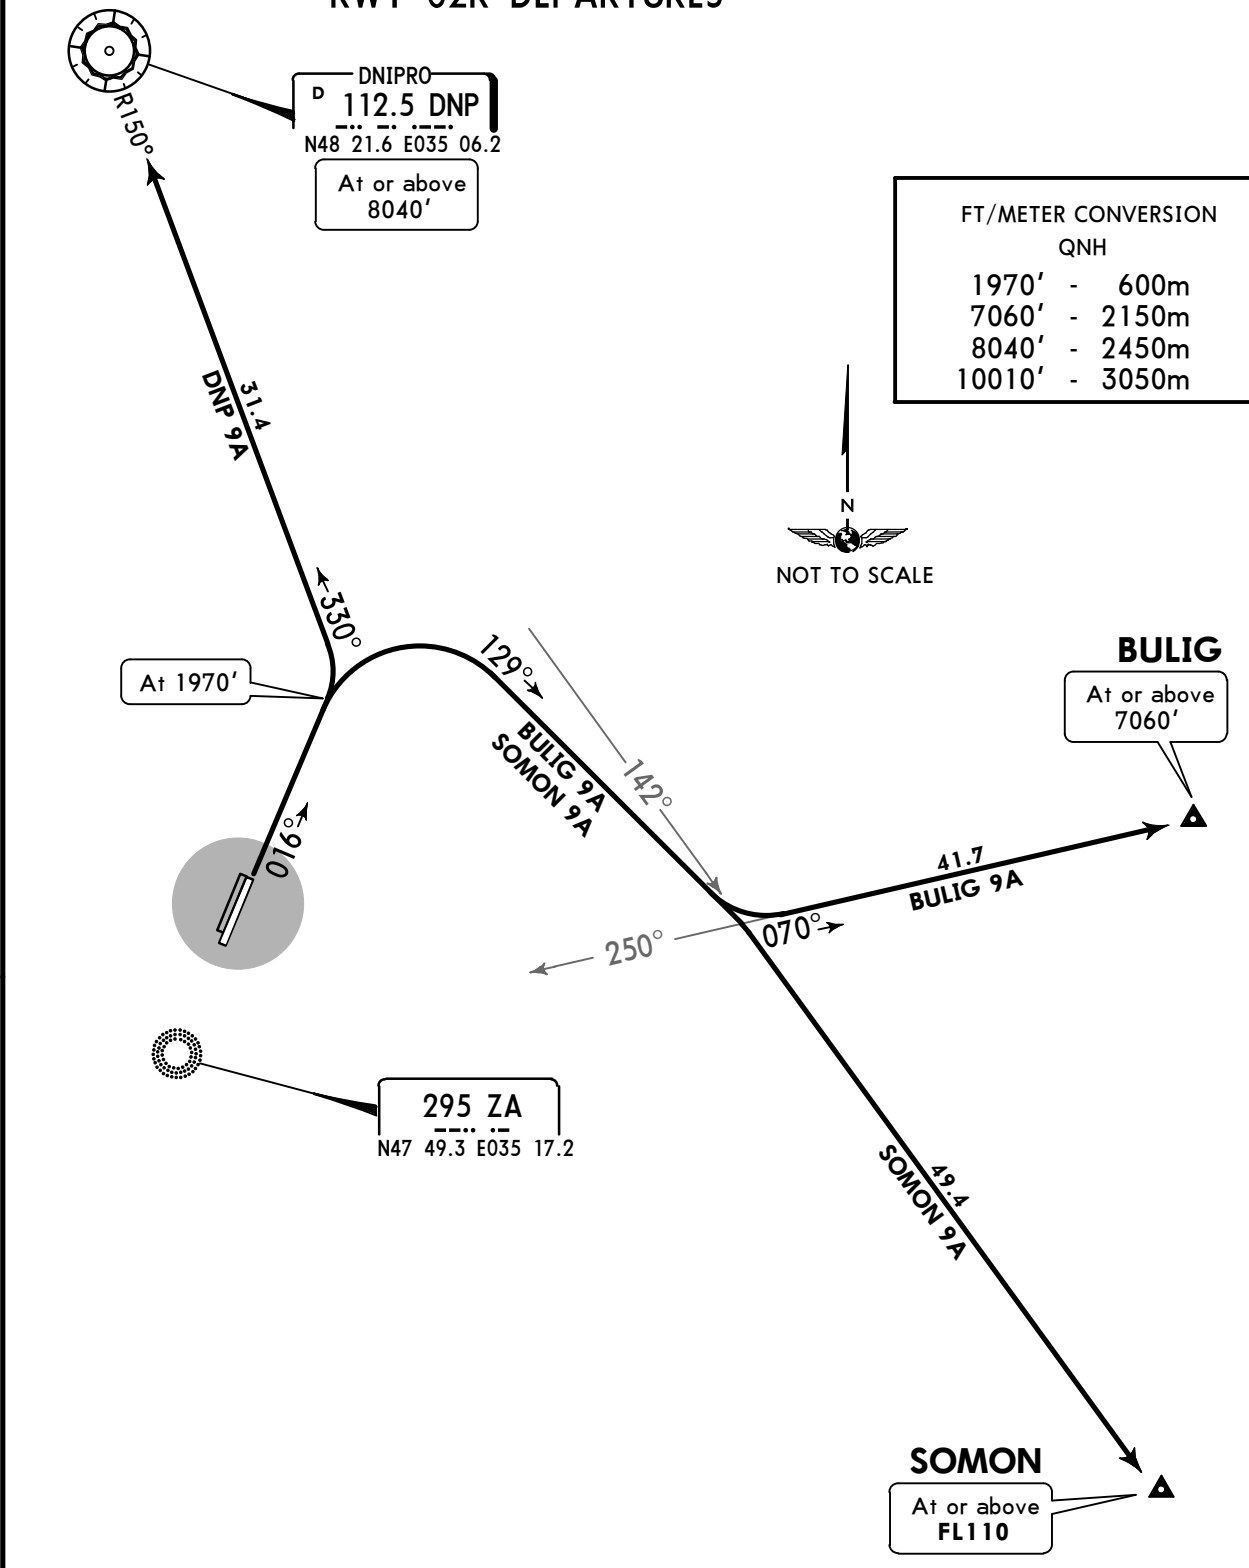 RWY 02R DEPARTURES
DNIPRO
D 112.5 DNP
N48 21.6 E035 06.2
At or above
8040'
R150°
FT/METER CONVERSION
QNH
1970' - 600m
7060' - 2150m
8040' - 2450m
10010' - 3050m
31.4
DNP 9A
N
NOT TO SCALE
330°
At 1970'
129°
BULIG 9A
SOMON 9A
142°
BULIG
At or above
7060'
016°
41.7
BULIG 9A
070°
250°
295 ZA
N47 49.3 E035 17.2
49.4
SOMON 9A
SOMON
At or above
FL110